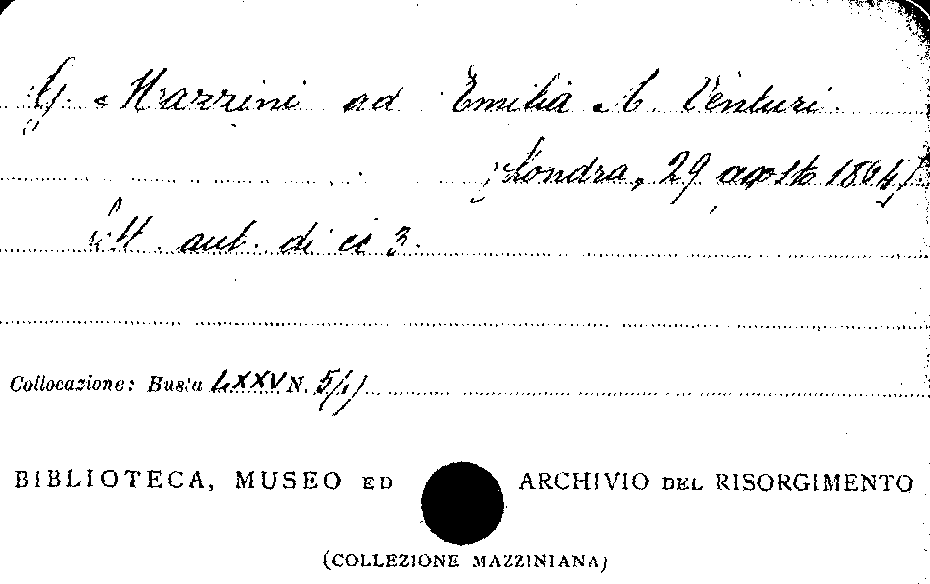 G. Mazzini ad Emilia A. Venturi.
Londra, 29 agosto 1864
Lett. aut. di cc 3.
Collocazione: Busta LXXV N. 5/1)
BIBLIOTECA, MUSEO ED ARCHIVIO DEL RISORGIMENTO
(COLLEZIONE MAZZINIANA)